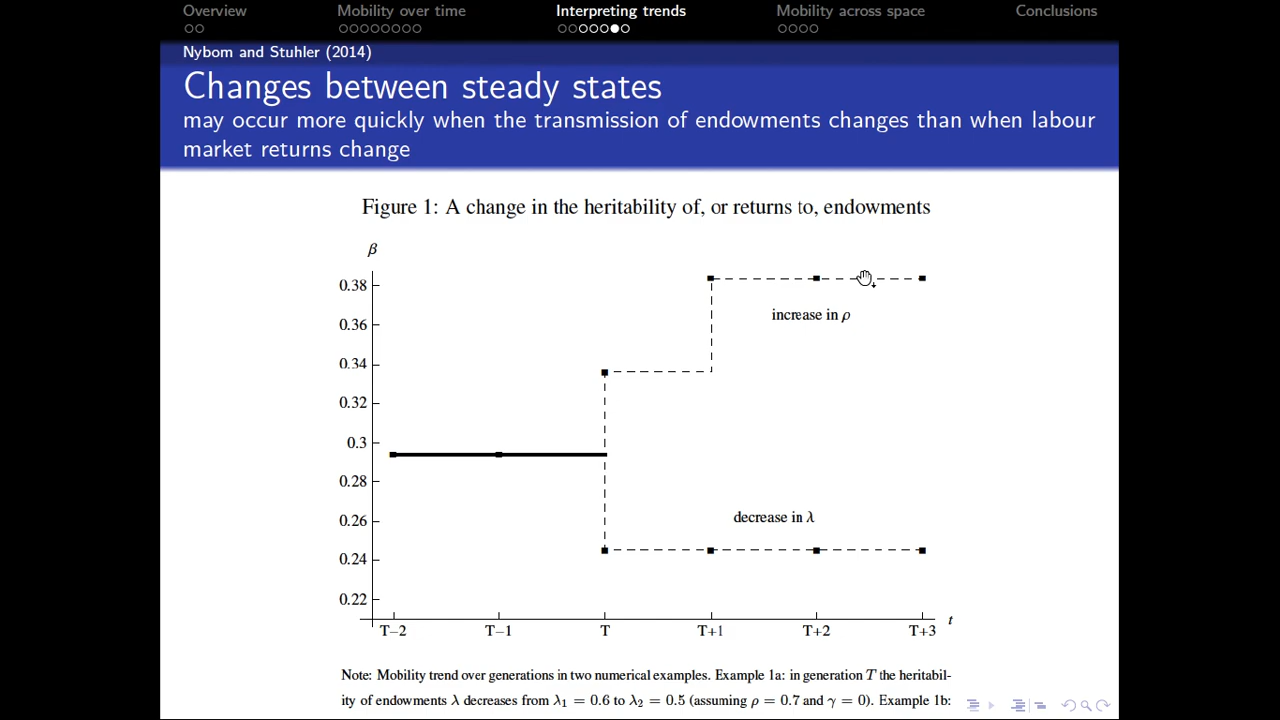 Overview Mobility over time Interpreting trends Mobility across space Conclusions
Nybom and Stuhler (2014)
Changes between steady states
may occur more quickly when the transmission of endowments changes than when labour
market returns change
Figure 1: A change in the heritability of, or returns to, endowments
β
0.38
increase in ρ
0.36
0.34
0.32
0.3
0.28
decrease in λ
0.26
0.24
0.22
T−2 T−1 T T+1 T+2 T+3 t
Note: Mobility trend over generations in two numerical examples. Example 1a: in generation T the heritabil-
ity of endowments λ decreases from λ₁ = 0.6 to λ₂ = 0.5 (assuming ρ = 0.7 and γ = 0). Example 1b: